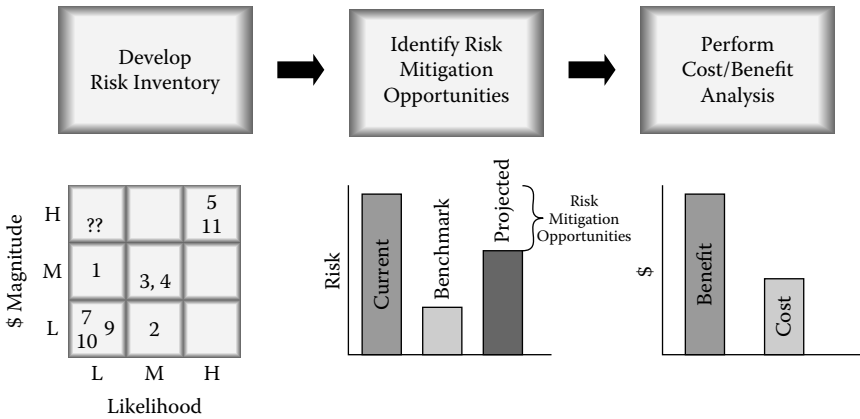 Develop
Risk Inventory
Identify Risk
Mitigation
Opportunities
Perform
Cost/Benefit
Analysis
$ Magnitude
H
??
5
11
M
1
3, 4
L
7
9
10
2
L
M
H
Likelihood
Risk
Current
Benchmark
Projected
Risk
Mitigation
Opportunities
$
Benefit
Cost